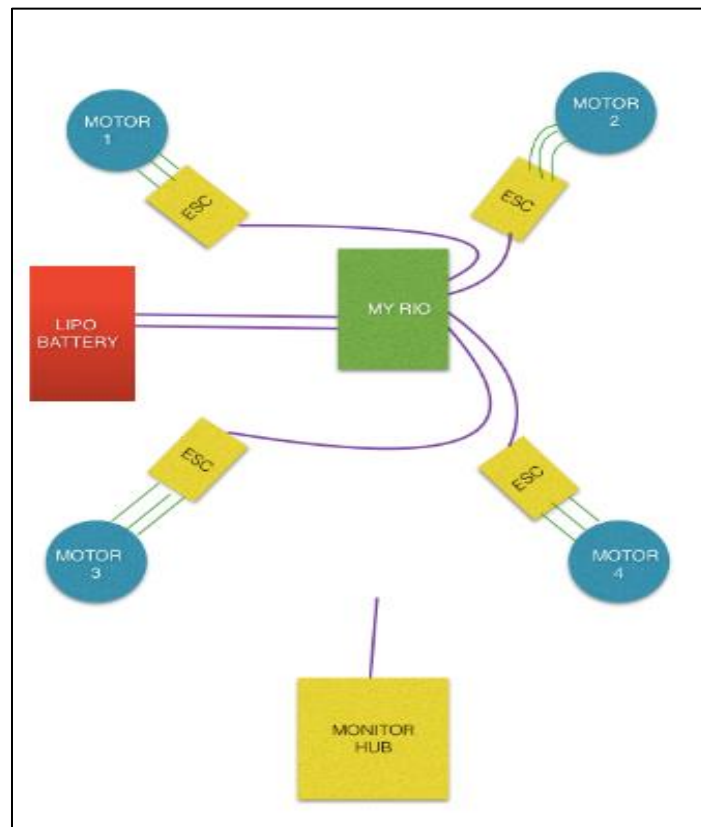 MOTOR
1
MOTOR
2
ESC
ESC
LIPO
BATTERY
MY RIO
ESC
ESC
MOTOR
3
MOTOR
4
MONITOR
HUB